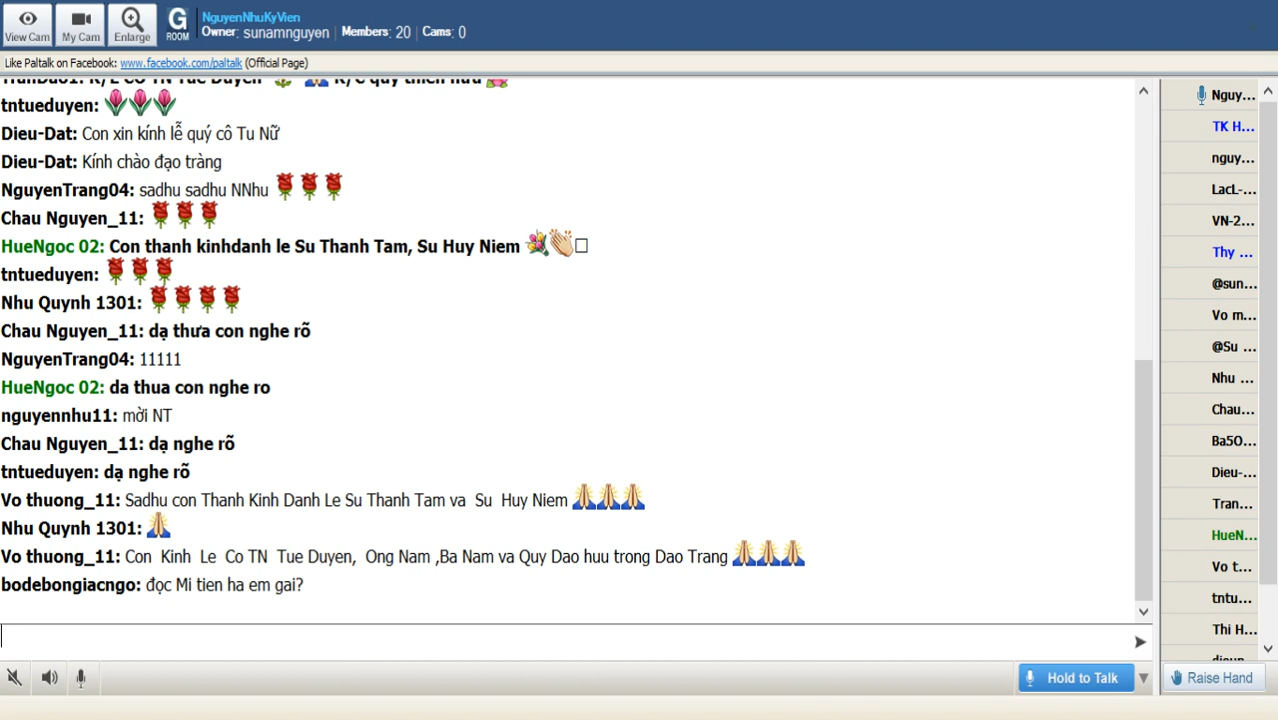 View Cam
My Cam
Enlarge
G
ROOM
NguyenNhuKyVien
Owner: sunamnguyen | Members: 20 | Cams: 0
Like Paltalk on Facebook: www.facebook.com/paltalk (Official Page)
tntueduyen:
Dieu-Dat: Con xin kính lễ quý cô Tu Nữ
Dieu-Dat: Kính chào đạo tràng
NguyenTrang04: sadhu sadhu NNhu
Chau Nguyen_11:
HueNgoc 02: Con thanh kinhdanh le Su Thanh Tam, Su Huy Niem
tntueduyen:
Nhu Quynh 1301:
Chau Nguyen_11: dạ thưa con nghe rõ
NguyenTrang04: 11111
HueNgoc 02: da thua con nghe ro
nguyennhu11: mời NT
Chau Nguyen_11: dạ nghe rõ
tntueduyen: dạ nghe rõ
Vo thuong_11: Sadhu con Thanh Kinh Danh Le Su Thanh Tam va Su Huy Niem
Nhu Quynh 1301:
Vo thuong_11: Con Kinh Le Co TN Tue Duyen, Ong Nam ,Ba Nam va Quy Dao huu trong Dao Trang
bodebongiacngo: đọc Mi tien ha em gai?
Nguy...
TK H...
nguy...
LacL-...
VN-2...
Thy ...
@sun...
Vo m...
@Su ...
Nhu ...
Chau...
Ba5O...
Dieu-...
Tran...
HueN...
Vo t...
tntu...
Thi H...
Hold to Talk
Raise Hand